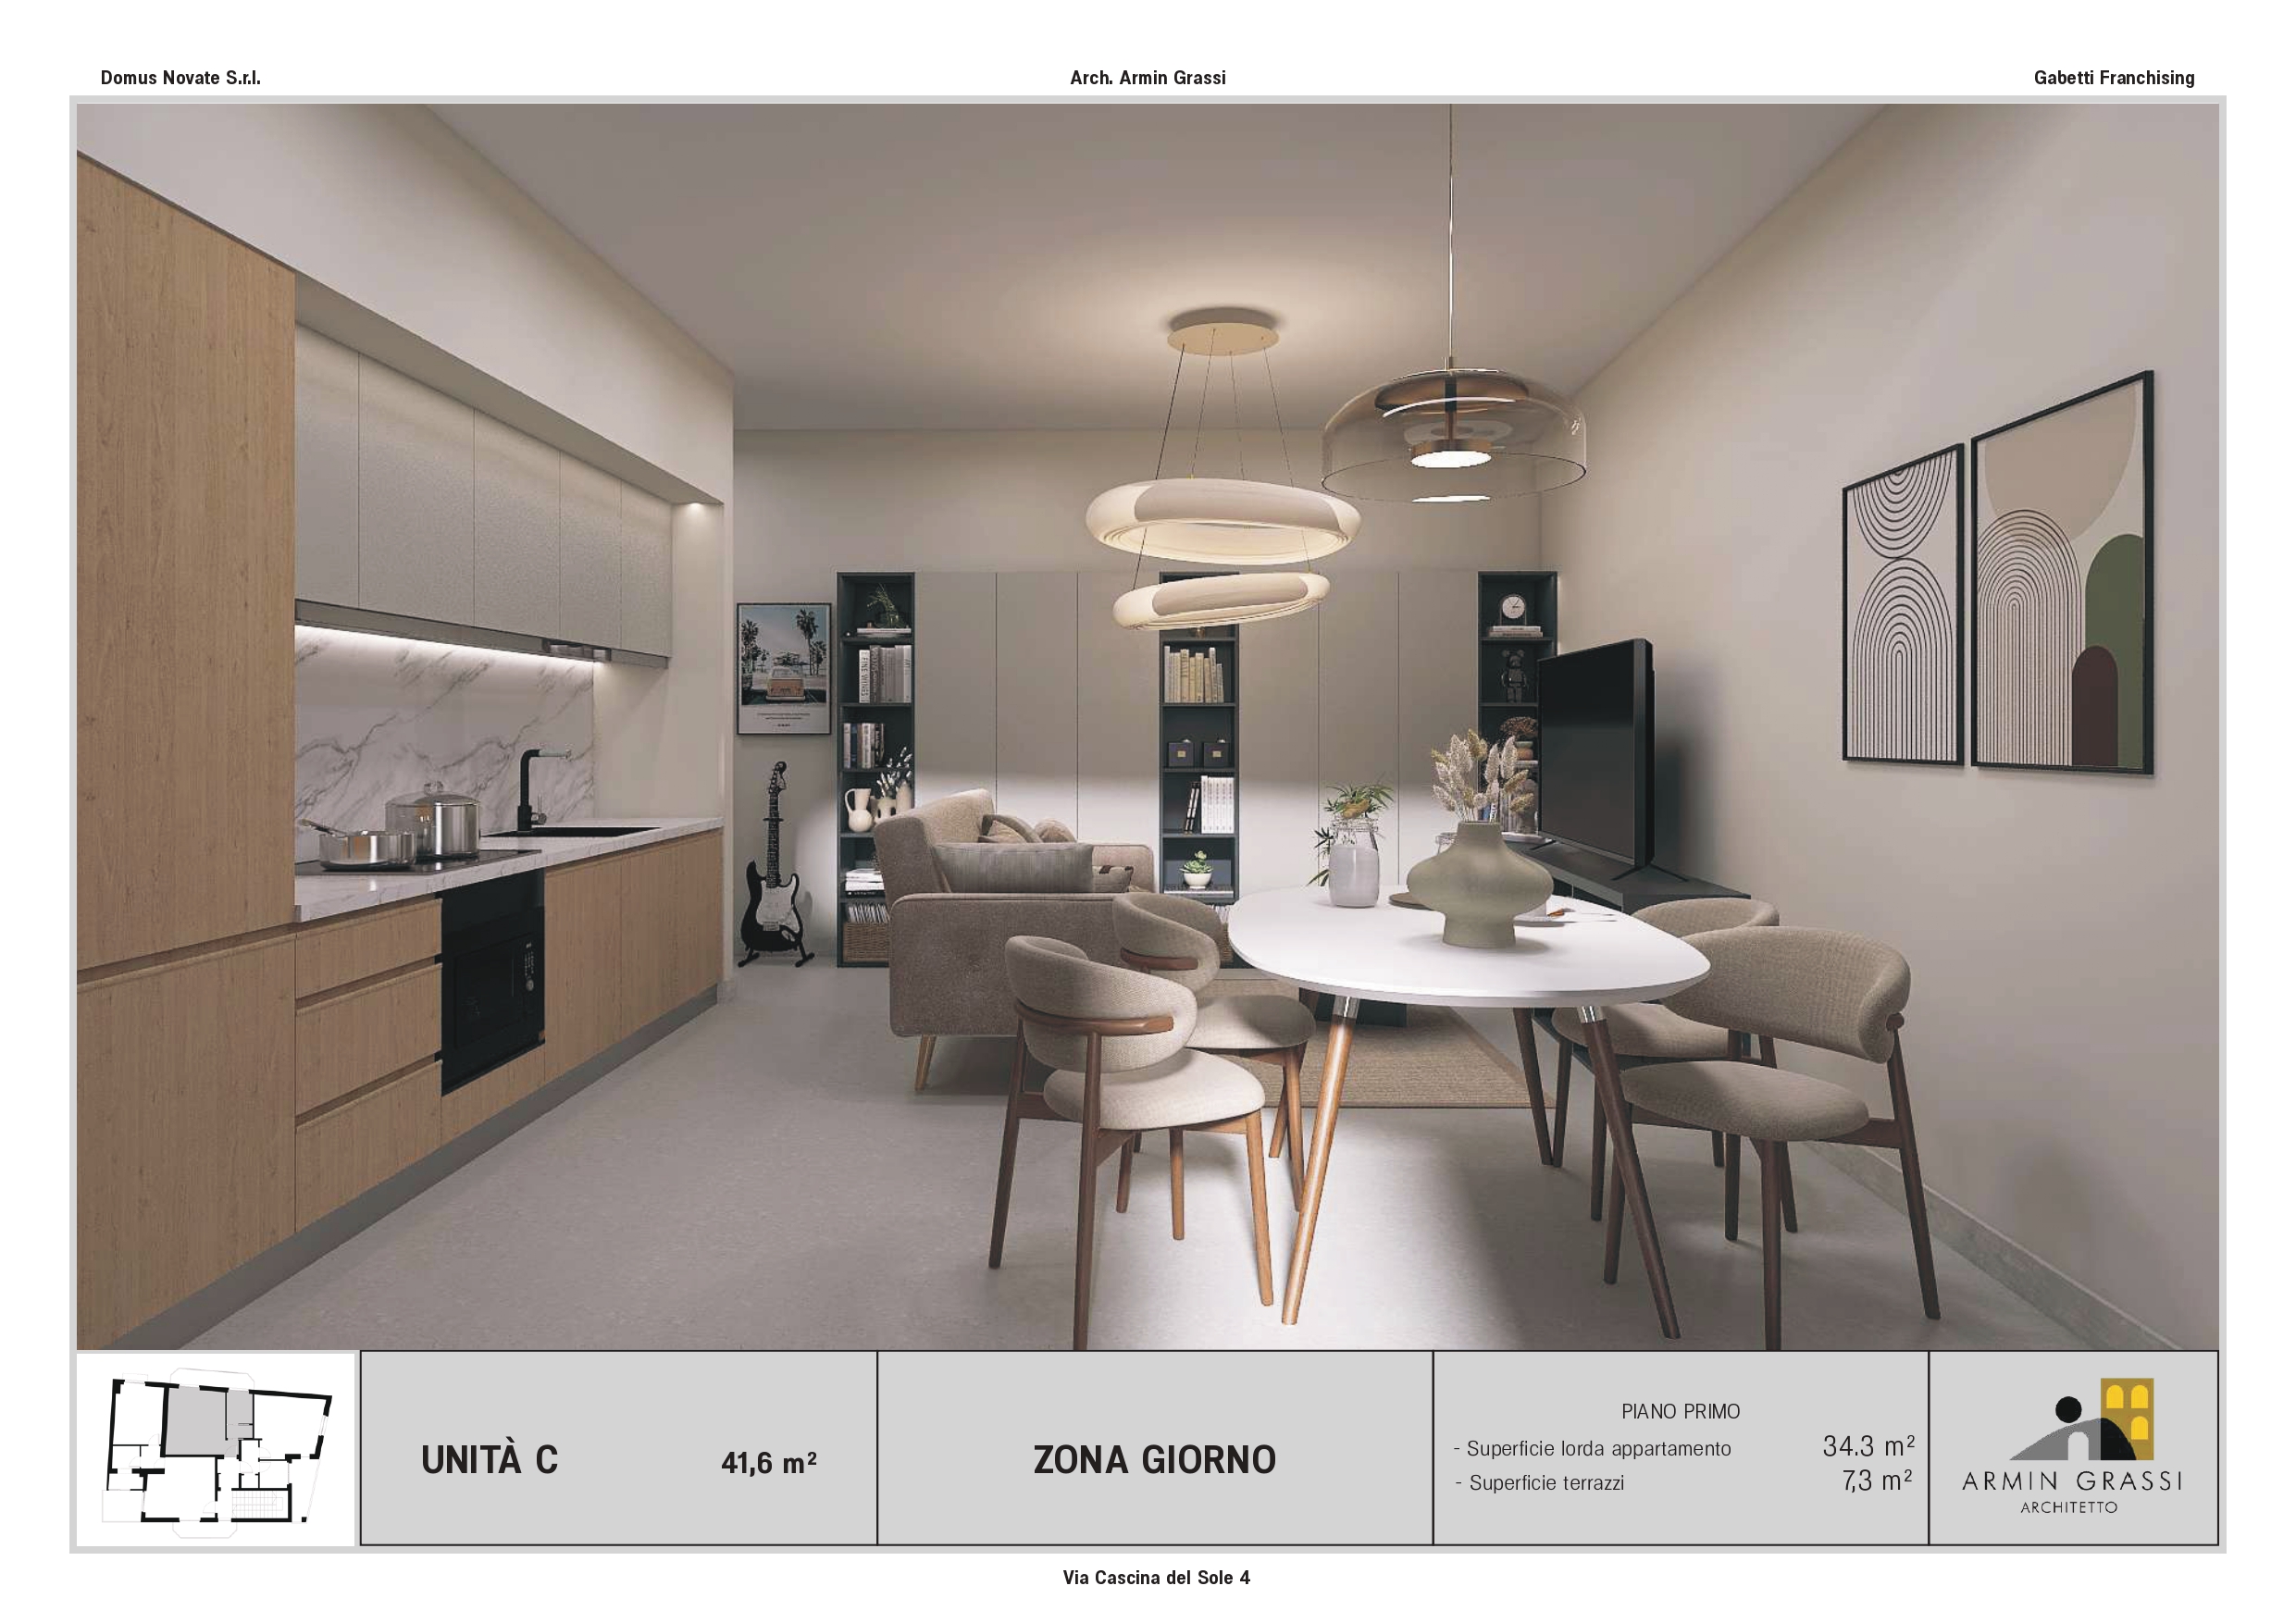 Domus Novate S.r.l.
Arch. Armin Grassi
Gabetti Franchising
UNITÀ C
41,6 m²
ZONA GIORNO
PIANO PRIMO
- Superficie lorda appartamento 34.3 m²
- Superficie terrazzi 7,3 m²
ARMIN GRASSI
ARCHITETTO
Via Cascina del Sole 4